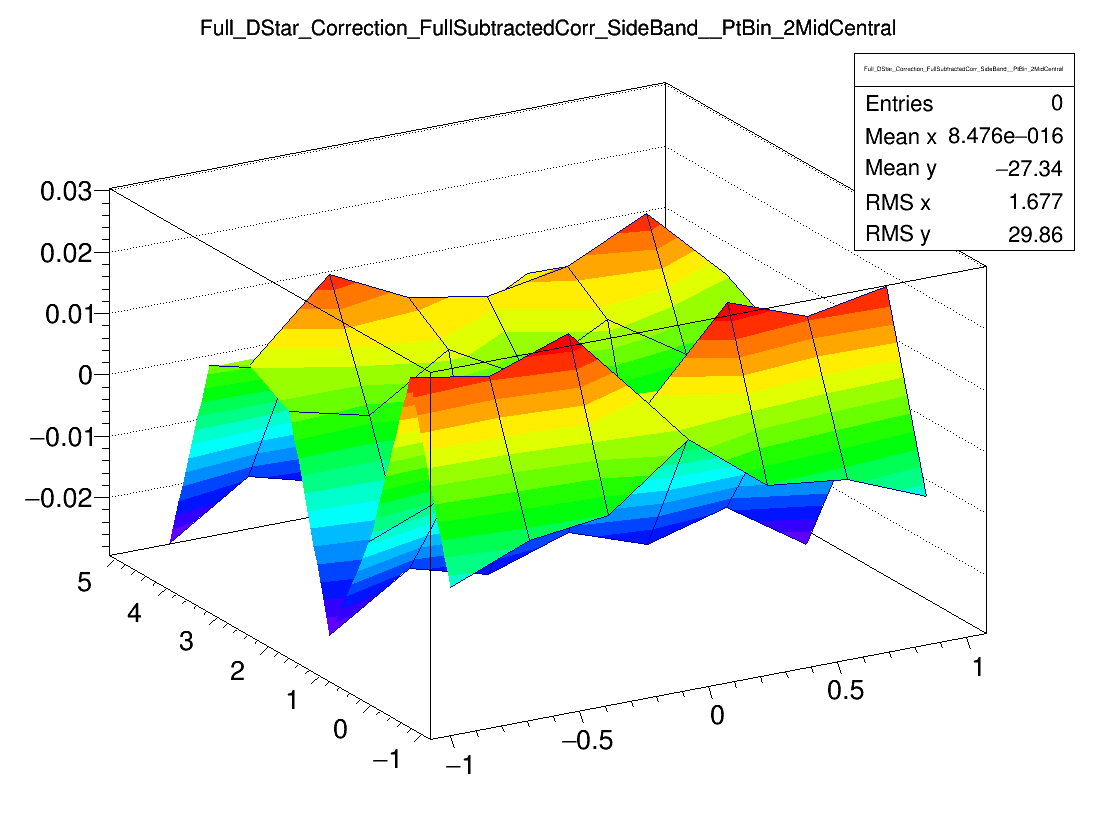 Full_DStar_Correction_FullSubtractedCorr_SideBand__PtBin_2MidCentral
Full_DStar_Correction_FullSubtractedCorr_SideBand__PtBin_2MidCentral
Entries 0
Mean x 8.476e−016
Mean y −27.34
RMS x 1.677
RMS y 29.86
0.03
0.02
0.01
0
−0.01
−0.02
5
4
3
2
1
0
−1
−1
−0.5
0
0.5
1